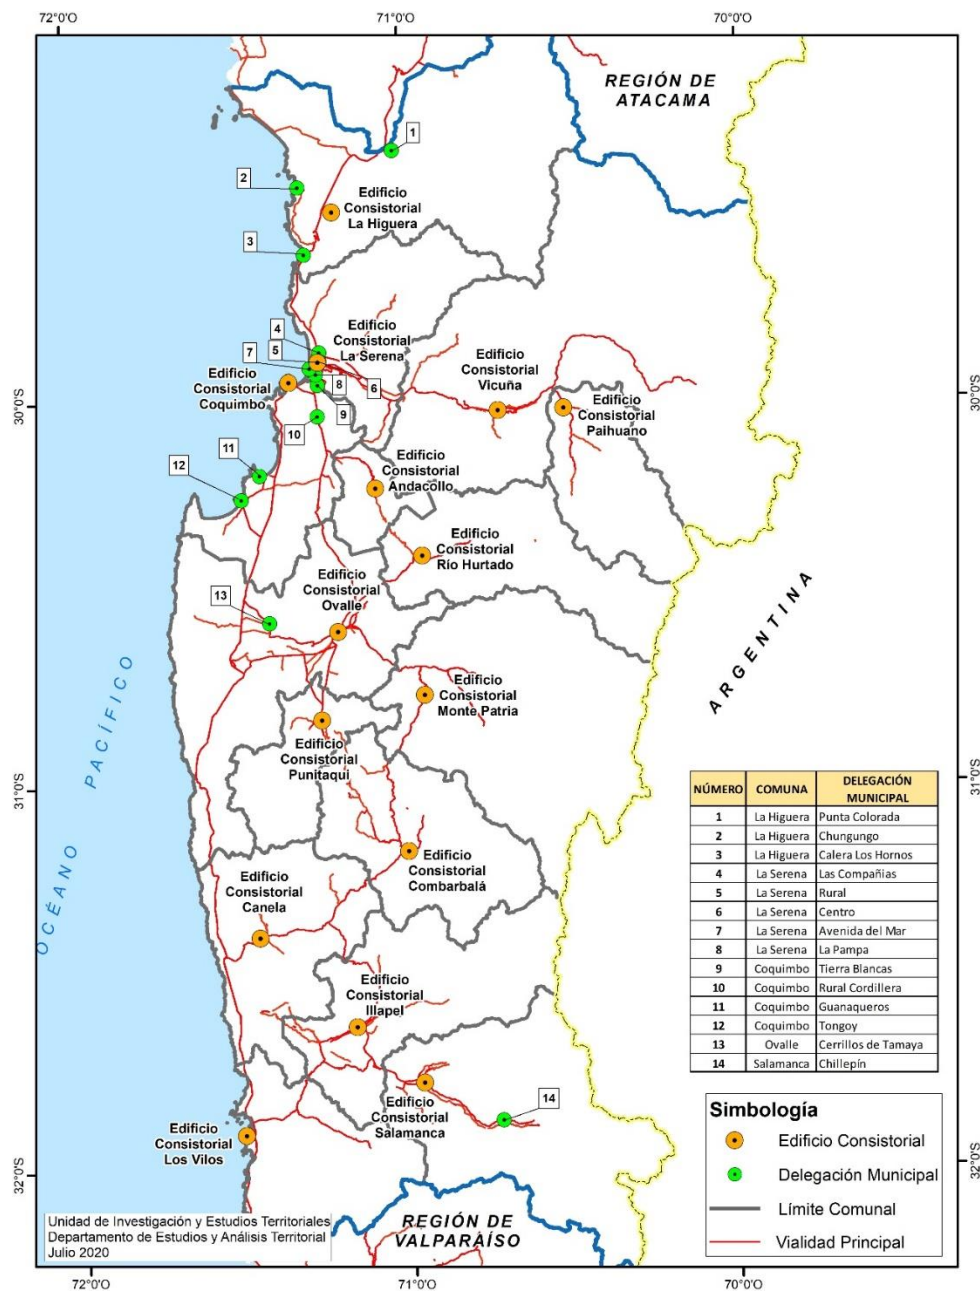 72°0'O 71°0'O 70°0'O
REGIÓN DE
ATACAMA
1
2
Edificio
Consistorial
La Higuera
3
4
5
7
Edificio
Consistorial
La Serena
Edificio
Consistorial
Coquimbo
8
6
9
10
Edificio
Consistorial
Vicuña
Edificio
Consistorial
Paihuano
30°0'S
30°0'S
11
12
Edificio
Consistorial
Andacollo
Edificio
Consistorial
Río Hurtado
13
Edificio
Consistorial
Ovalle
ARGENTINA
OCÉANO PACÍFICO
Edificio
Consistorial
Monte Patria
Edificio
Consistorial
Punitaqui
31°0'S
31°0'S
Edificio
Consistorial
Combarbalá
Edificio
Consistorial
Canela
Edificio
Consistorial
Illapel
Edificio
Consistorial
Salamanca
14
Edificio
Consistorial
Los Vilos
32°0'S
32°0'S
NÚMERO COMUNA DELEGACIÓN
MUNICIPAL
1 La Higuera Punta Colorada
2 La Higuera Chungungo
3 La Higuera Calera Los Hornos
4 La Serena Las Compañias
5 La Serena Rural
6 La Serena Centro
7 La Serena Avenida del Mar
8 La Serena La Pampa
9 Coquimbo Tierra Blancas
10 Coquimbo Rural Cordillera
11 Coquimbo Guanaqueros
12 Coquimbo Tongoy
13 Ovalle Cerrillos de Tamaya
14 Salamanca Chillepín
Simbología
Edificio Consistorial
Delegación Municipal
Límite Comunal
Vialidad Principal
REGIÓN DE
VALPARAÍSO
Unidad de Investigación y Estudios Territoriales
Departamento de Estudios y Análisis Territorial
Julio 2020
72°0'O 71°0'O 70°0'O